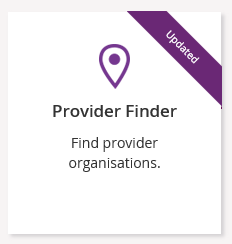 Updated
Provider Finder
Find provider
organisations.